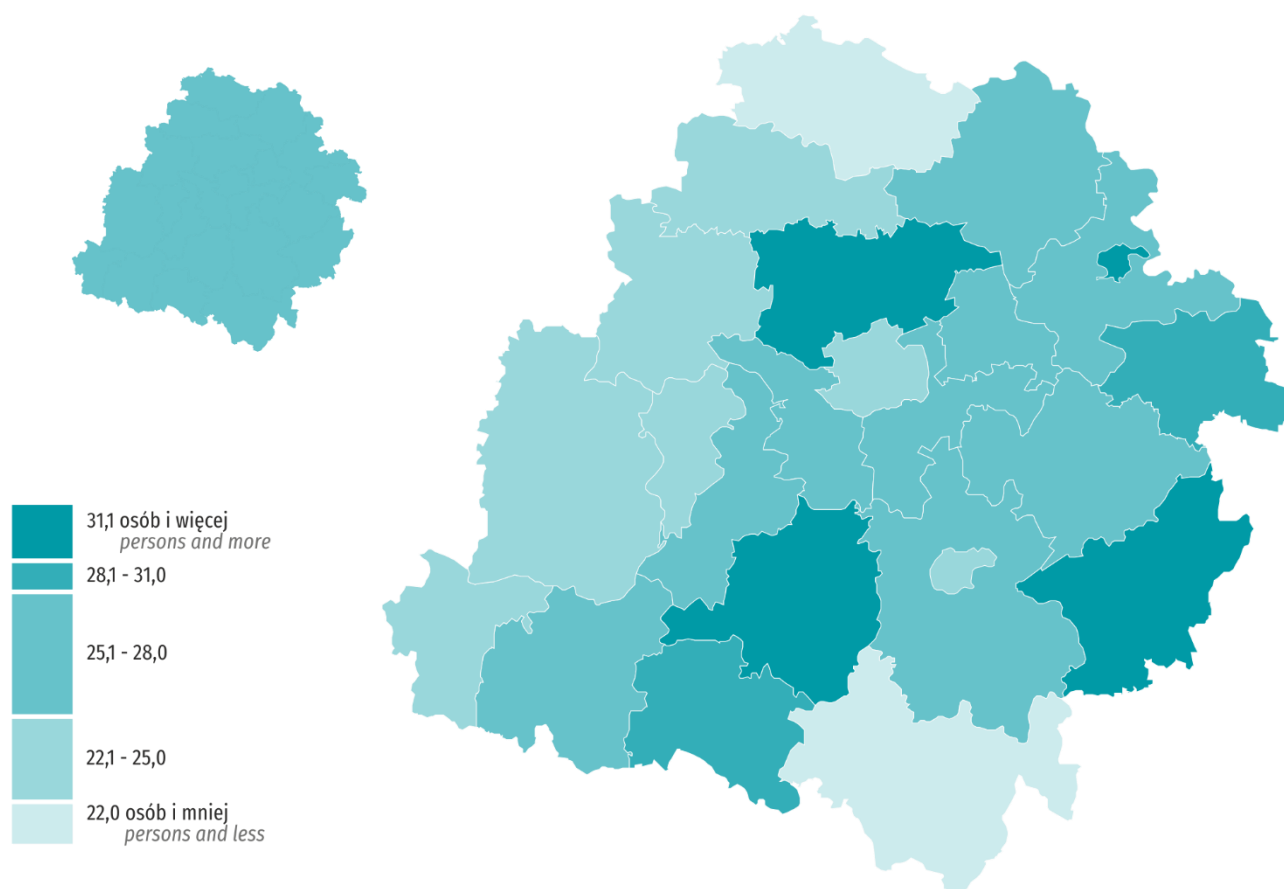 31,1 osób i więcej
persons and more
28,1 - 31,0
25,1 - 28,0
22,1 - 25,0
22,0 osób i mniej
persons and less